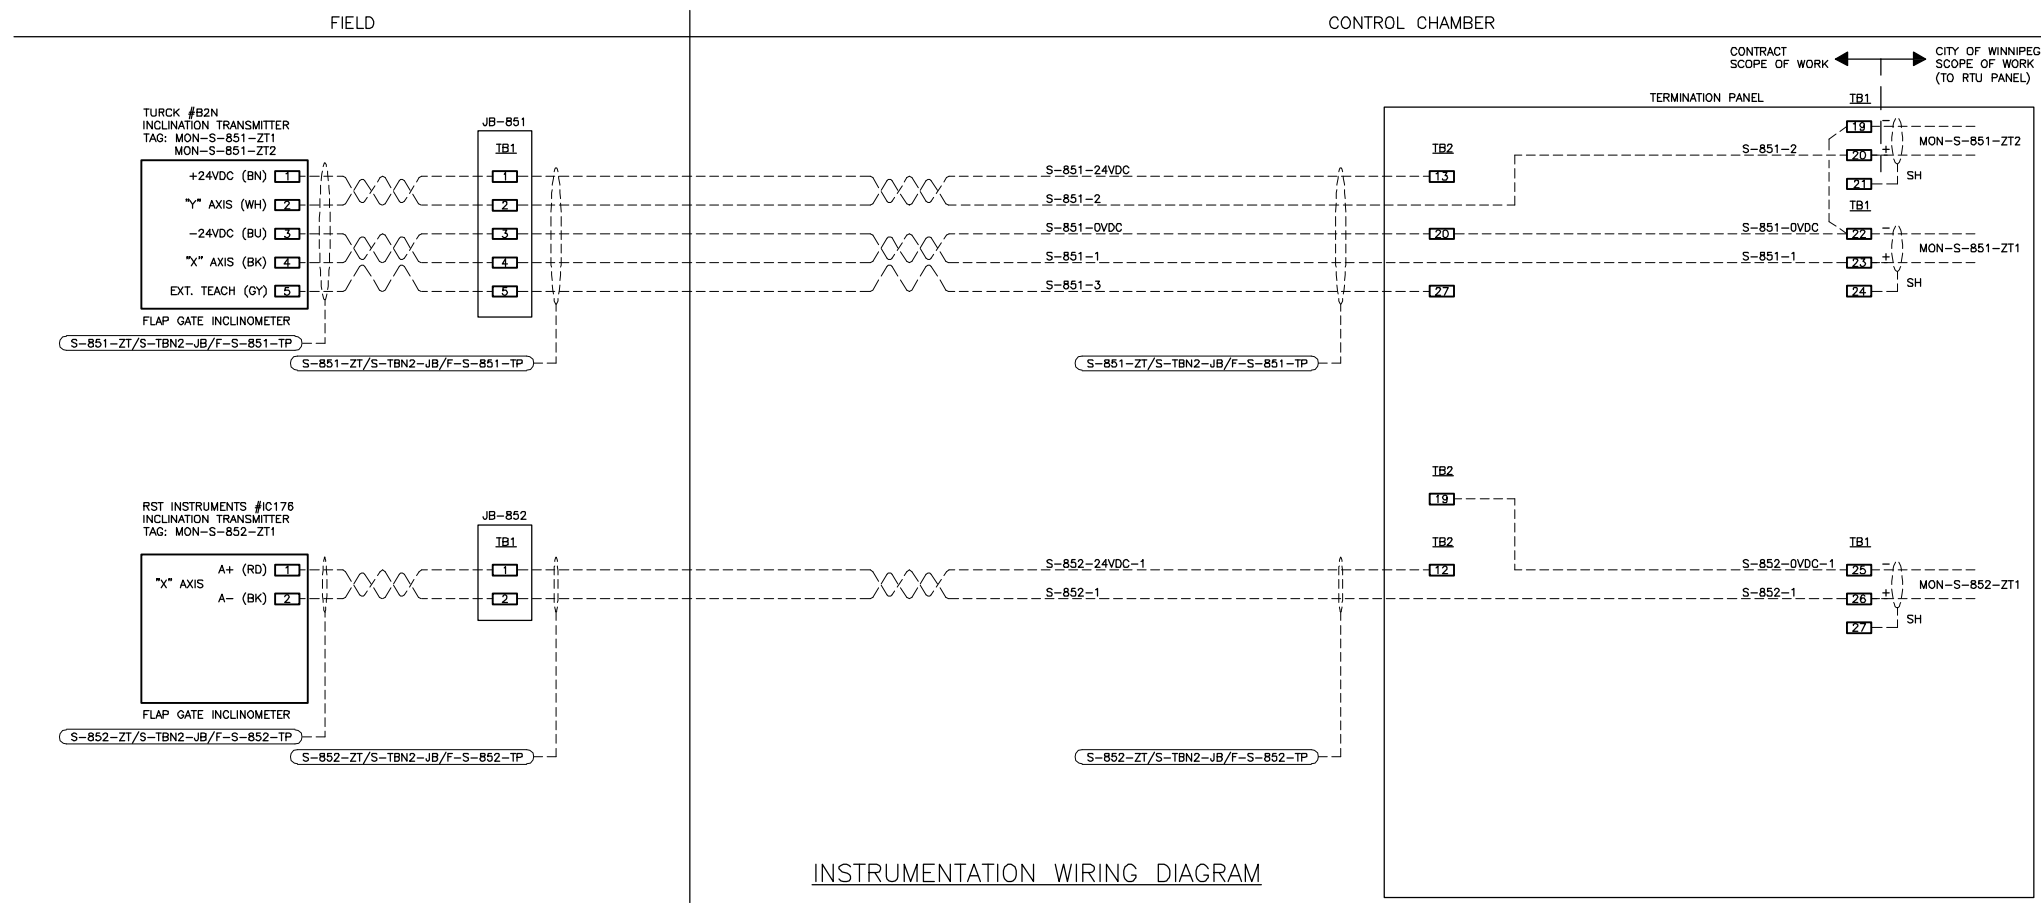 FIELD
CONTROL CHAMBER
CONTRACT
SCOPE OF WORK
CITY OF WINNIPEG
SCOPE OF WORK
(TO RTU PANEL)
TURCK #B2N
INCLINATION TRANSMITTER
TAG: MON-S-851-ZT1
MON-S-851-ZT2
+24VDC (BN) 1
"Y" AXIS (WH) 2
-24VDC (BU) 3
"X" AXIS (BK) 4
EXT. TEACH (GY) 5
FLAP GATE INCLINOMETER
S-851-ZT/S-TBN2-JB/F-S-851-TP
JB-851
TB1
1
2
3
4
5
S-851-ZT/S-TBN2-JB/F-S-851-TP
S-851-24VDC
S-851-2
S-851-0VDC
S-851-1
S-851-3
S-851-ZT/S-TBN2-JB/F-S-851-TP
TERMINATION PANEL
TB2
13
20
27
S-851-2
S-851-0VDC
S-851-1
TB1
19 -
20 +
21
MON-S-851-ZT2
SH
TB1
22 -
23 +
24
MON-S-851-ZT1
SH
RST INSTRUMENTS #IC176
INCLINATION TRANSMITTER
TAG: MON-S-852-ZT1
A+ (RD) 1
"X" AXIS
A- (BK) 2
FLAP GATE INCLINOMETER
S-852-ZT/S-TBN2-JB/F-S-852-TP
JB-852
TB1
1
2
S-852-ZT/S-TBN2-JB/F-S-852-TP
S-852-24VDC-1
S-852-1
S-852-ZT/S-TBN2-JB/F-S-852-TP
TB2
19
TB2
12
S-852-0VDC-1
S-852-1
TB1
25 -
26 +
27
MON-S-852-ZT1
SH
INSTRUMENTATION WIRING DIAGRAM